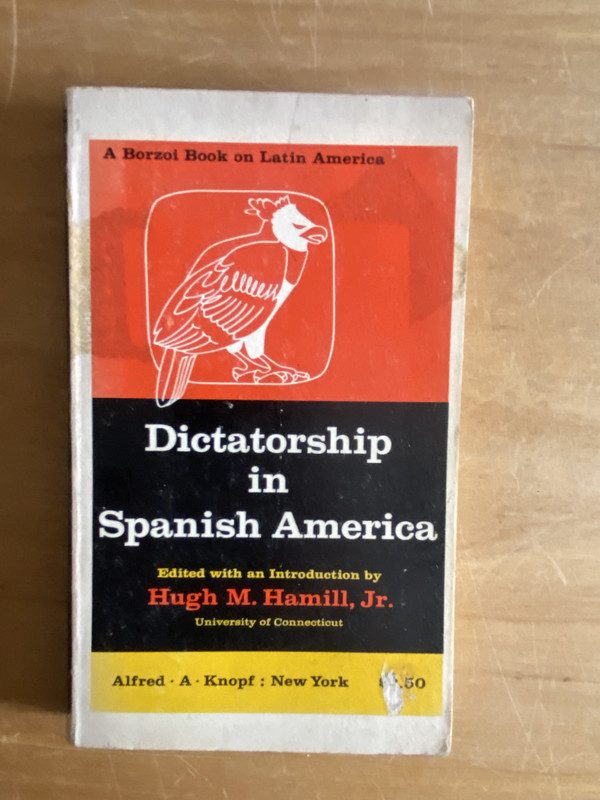 A Borzoi Book on Latin America
Dictatorship
in
Spanish America
Edited with an Introduction by
Hugh M. Hamill, Jr.
University of Connecticut
Alfred · A · Knopf : New York .50